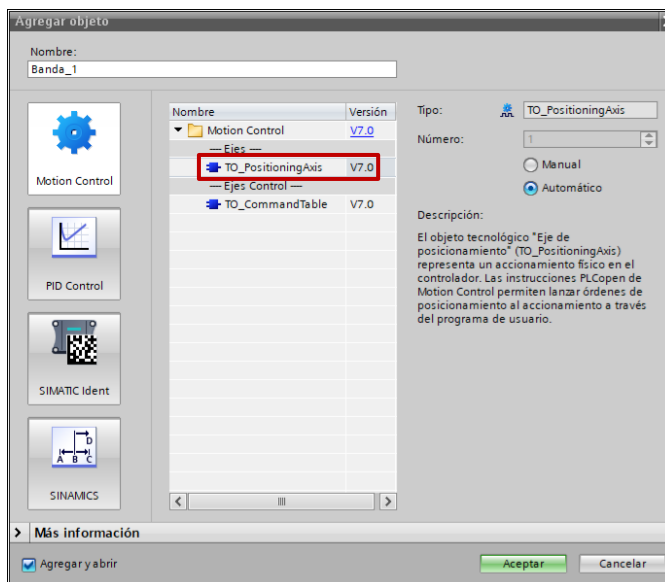 Agregar objeto
Nombre:
Banda_1
Motion Control
PID Control
SIMATIC Ident
D
A B C
SINAMICS
Nombre Versión
Motion Control V7.0
Ejes
TO_PositioningAxis V7.0
Ejes Control
TO_CommandTable V7.0
Tipo: TO_PositioningAxis
Número: 1
Manual
Automático
Descripción:
El objeto tecnológico "Eje de
posicionamiento" (TO_PositioningAxis)
representa un accionamiento físico en el
controlador. Las instrucciones PLCopen de
Motion Control permiten lanzar órdenes de
posicionamiento al accionamiento a través
del programa de usuario.
Más información
Agregar y abrir
Aceptar Cancelar